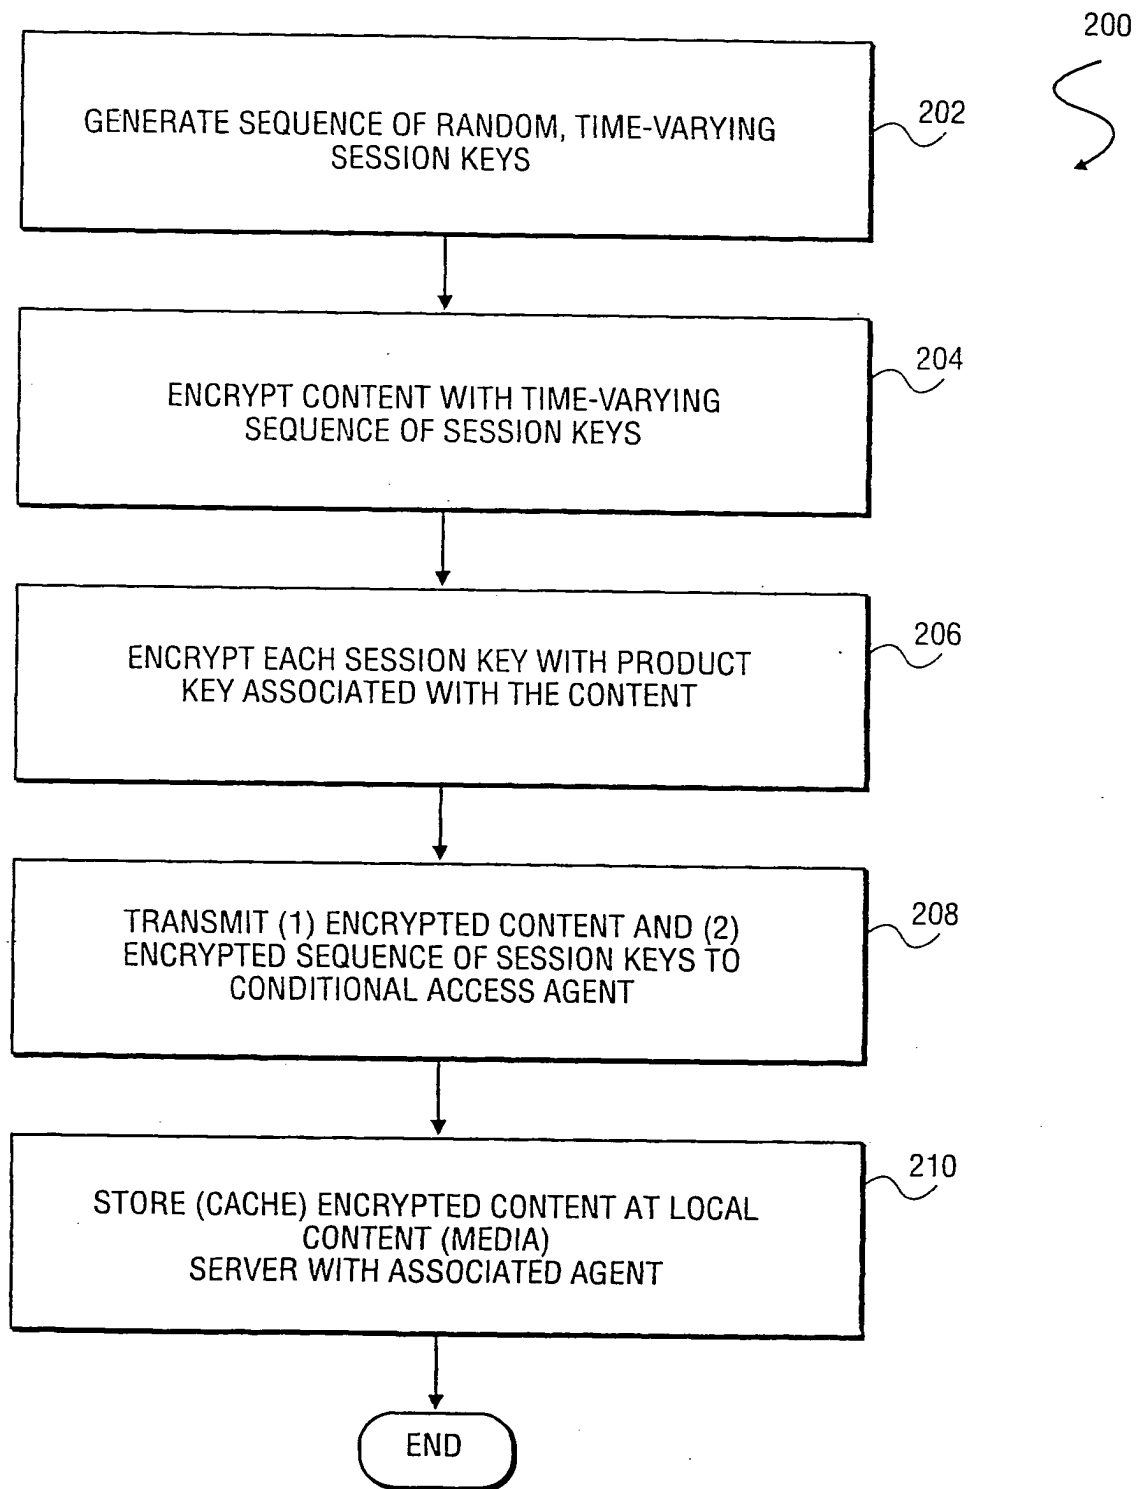 200
GENERATE SEQUENCE OF RANDOM, TIME-VARYING
SESSION KEYS
202
ENCRYPT CONTENT WITH TIME-VARYING
SEQUENCE OF SESSION KEYS
204
ENCRYPT EACH SESSION KEY WITH PRODUCT
KEY ASSOCIATED WITH THE CONTENT
206
TRANSMIT (1) ENCRYPTED CONTENT AND (2)
ENCRYPTED SEQUENCE OF SESSION KEYS TO
CONDITIONAL ACCESS AGENT
208
STORE (CACHE) ENCRYPTED CONTENT AT LOCAL
CONTENT (MEDIA)
SERVER WITH ASSOCIATED AGENT
210
END